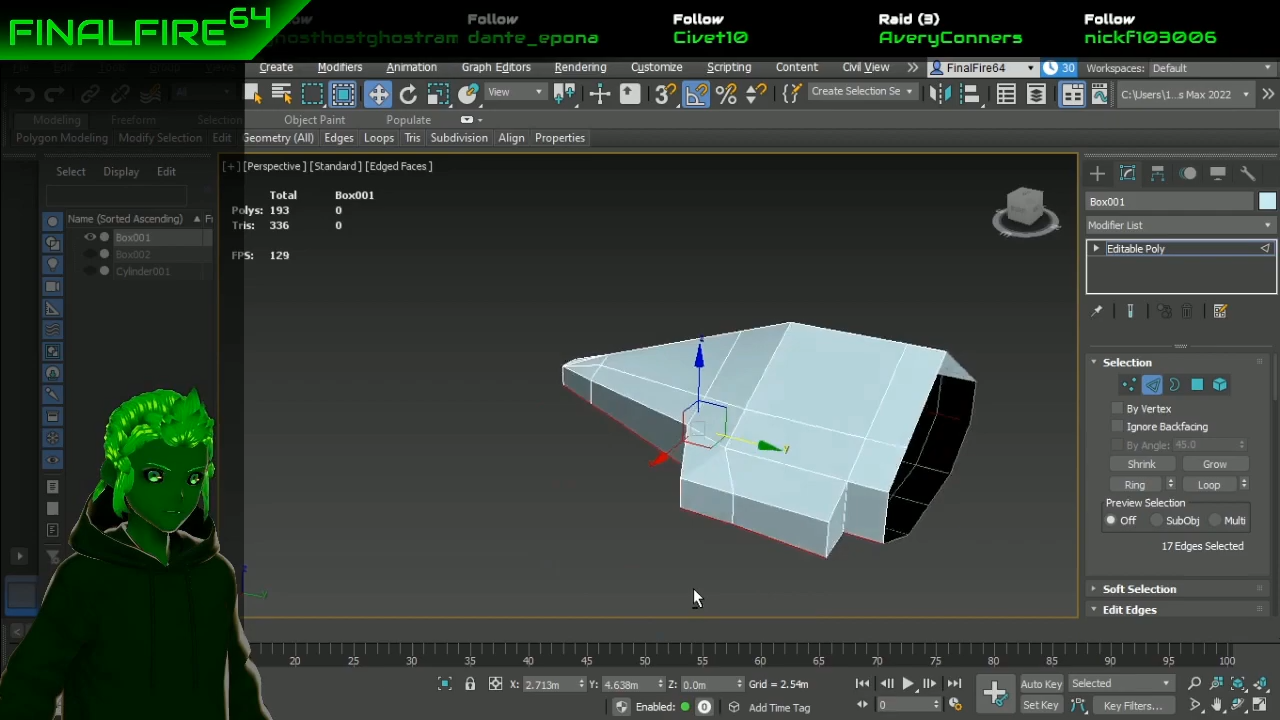 FINALFIRE64
Follow
Follow
dante_epona
Follow
Civet10
Raid (3)
AveryConners
Follow
nickf103006
Create Modifiers Animation Graph Editors Rendering Customize Scripting Content Civil View FinalFire64 30 Workspaces: Default
All View Create Selection Se C:\Users\1...s Max 2022
Modeling Freeform Selection Object Paint Populate
Polygon Modeling Modify Selection Edit Geometry (All) Edges Loops Tris Subdivision Align Properties
Select Display Edit
Name (Sorted Ascending)
Box001
Box002
Cylinder001
[+] [Perspective ] [Standard ] [Edged Faces ]
Total Box001
Polys: 193 0
Tris: 336 0
FPS: 129
z
y
Box001
Modifier List
Editable Poly
Selection
By Vertex
Ignore Backfacing
By Angle: 45.0
Shrink Grow
Ring Loop
Preview Selection
Off SubObj Multi
17 Edges Selected
Soft Selection
Edit Edges
20 25 30 35 40 45 50 55 60 65 70 75 80 85 90 95 100
X: 2.713m Y: 4.638m Z: 0.0m Grid = 2.54m
Auto Key Selected
Enabled: 0 Add Time Tag
0
Set Key Key Filters...